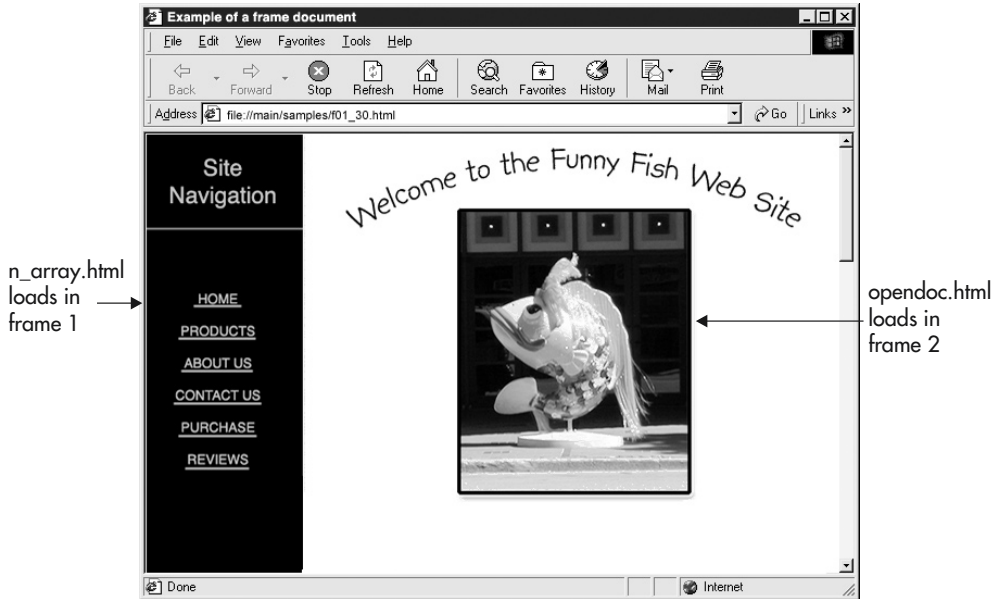 Example of a frame document
File Edit View Favorites Tools Help
Back Forward Stop Refresh Home Search Favorites History Mail Print
Address file://main/samples/f01_30.html Go Links »
Site
Navigation
Welcome to the Funny Fish Web Site
HOME
PRODUCTS
ABOUT US
CONTACT US
PURCHASE
REVIEWS
n_array.html
loads in
frame 1
opendoc.html
loads in
frame 2
Done Internet